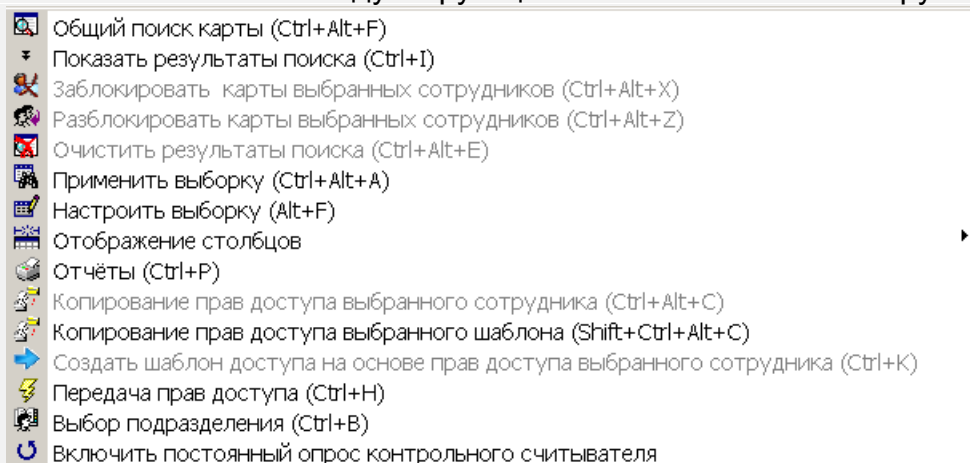 Общий поиск карты (Ctrl+Alt+F)
Показать результаты поиска (Ctrl+I)
Заблокировать карты выбранных сотрудников (Ctrl+Alt+X)
Разблокировать карты выбранных сотрудников (Ctrl+Alt+Z)
Очистить результаты поиска (Ctrl+Alt+E)
Применить выборку (Ctrl+Alt+A)
Настроить выборку (Alt+F)
Отображение столбцов
Отчёты (Ctrl+P)
Копирование прав доступа выбранного сотрудника (Ctrl+Alt+C)
Копирование прав доступа выбранного шаблона (Shift+Ctrl+Alt+C)
Создать шаблон доступа на основе прав доступа выбранного сотрудника (Ctrl+K)
Передача прав доступа (Ctrl+H)
Выбор подразделения (Ctrl+B)
Включить постоянный опрос контрольного считывателя